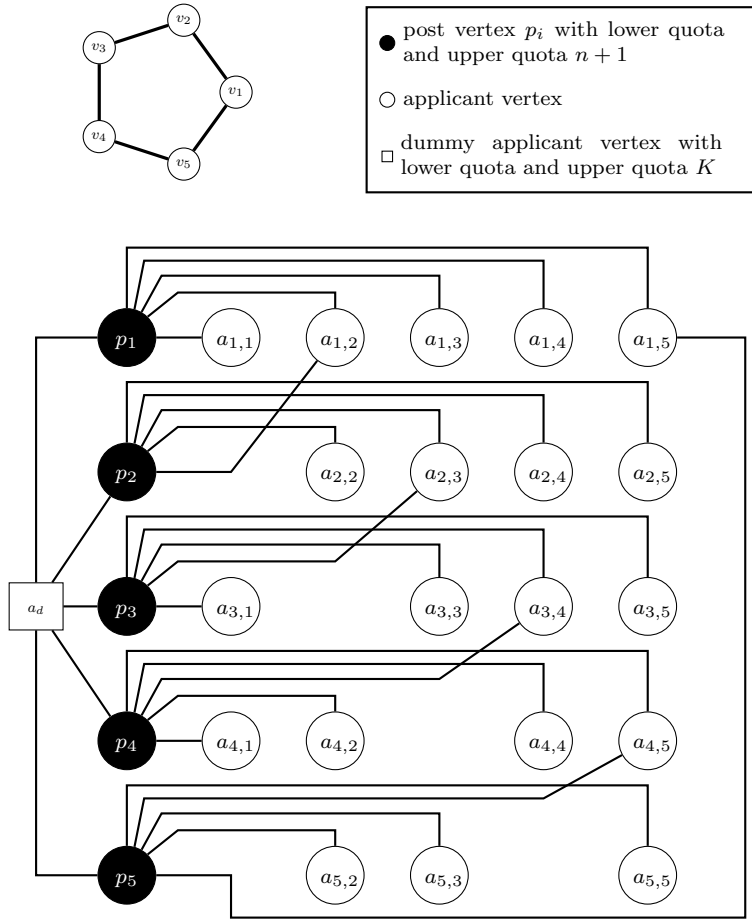 v₂
v₃
v₁
v₄
v₅
post vertex pᵢ with lower quota
and upper quota n + 1
applicant vertex
dummy applicant vertex with
lower quota and upper quota K
p₁ a₁,₁ a₁,₂ a₁,₃ a₁,₄ a₁,₅
p₂ a₂,₂ a₂,₃ a₂,₄ a₂,₅
a_d p₃ a₃,₁ a₃,₃ a₃,₄ a₃,₅
p₄ a₄,₁ a₄,₂ a₄,₄ a₄,₅
p₅ a₅,₂ a₅,₃ a₅,₅